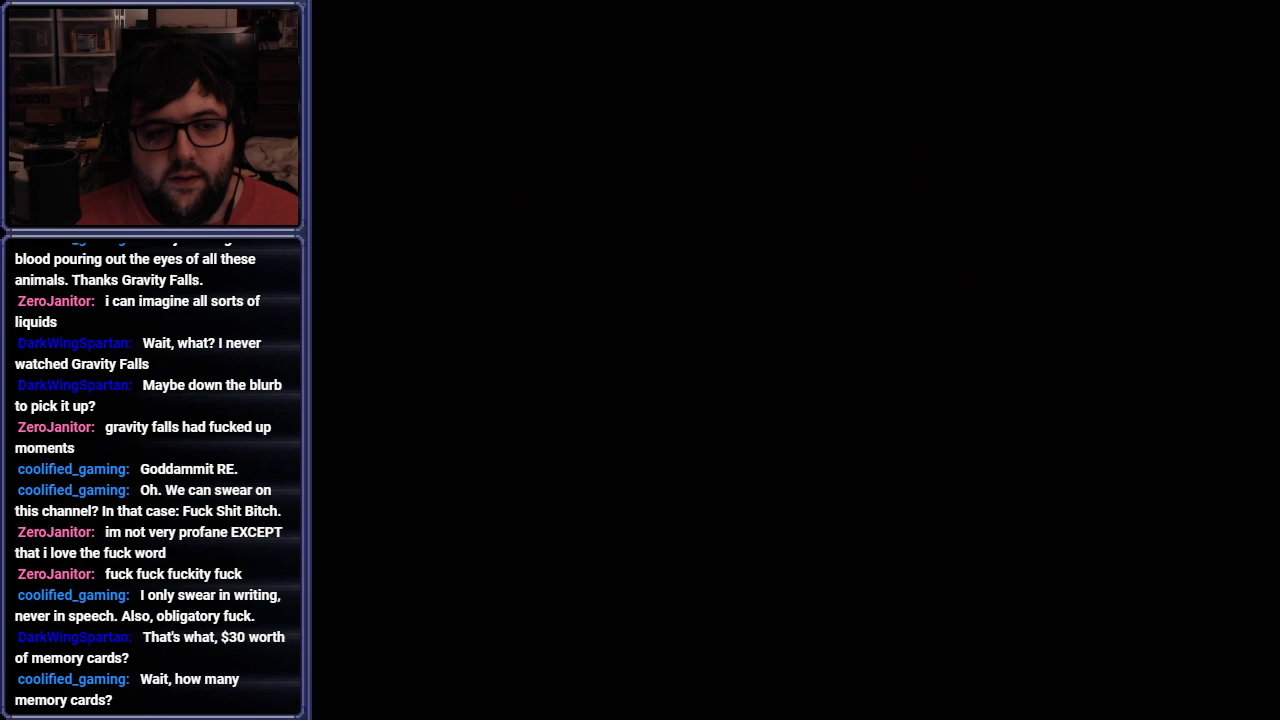 blood pouring out the eyes of all these
animals. Thanks Gravity Falls.
ZeroJanitor: i can imagine all sorts of
liquids
DarkWingSpartan: Wait, what? I never
watched Gravity Falls
DarkWingSpartan: Maybe down the blurb
to pick it up?
ZeroJanitor: gravity falls had fucked up
moments
coolified_gaming: Goddammit RE.
coolified_gaming: Oh. We can swear on
this channel? In that case: Fuck Shit Bitch.
ZeroJanitor: im not very profane EXCEPT
that i love the fuck word
ZeroJanitor: fuck fuck fuckity fuck
coolified_gaming: I only swear in writing,
never in speech. Also, obligatory fuck.
DarkWingSpartan: That's what, $30 worth
of memory cards?
coolified_gaming: Wait, how many
memory cards?